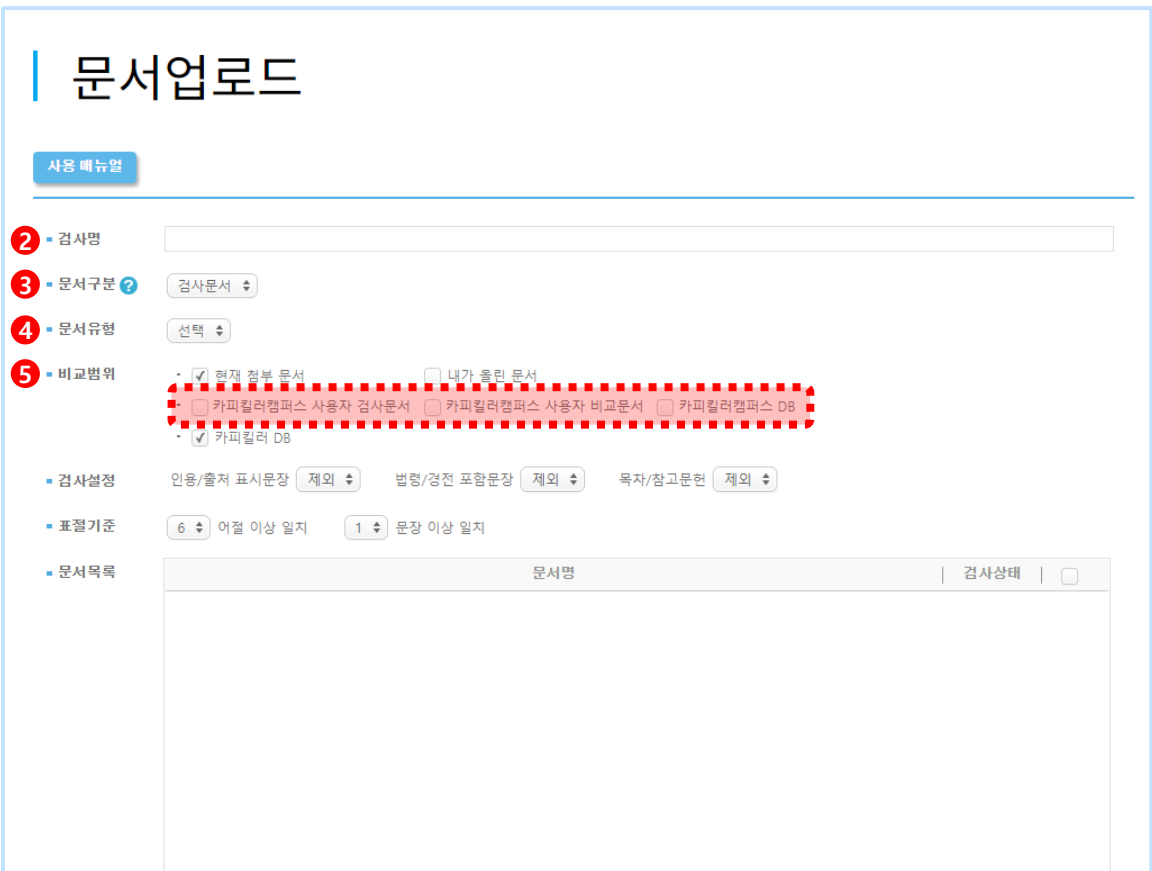 문서업로드
사용 매뉴얼
2 검사명
3 문서구분 ? 검사문서
4 문서유형 선택
5 비교범위 현재 첨부 문서 내가 올린 문서
카피킬러캠퍼스 사용자 검사문서 카피킬러캠퍼스 사용자 비교문서 카피킬러캠퍼스 DB
카피킬러 DB
검사설정 인용/출처 표시문장 제외 법령/경전 포함문장 제외 목차/참고문헌 제외
표절기준 6 어절 이상 일치 1 문장 이상 일치
문서목록 문서명 검사상태